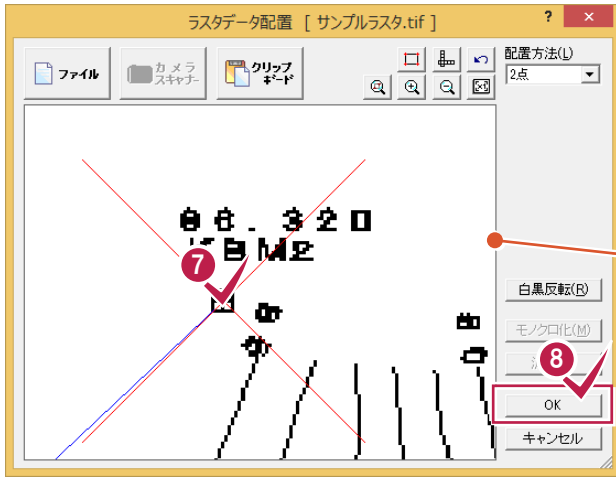 ラスタデータ配置 [ サンプルラスタ.tif ]
? ×
ファイル
カメラ
スキャナー
クリップ
ボード
配置方法(L)
2点
7
白黒反転(R)
モノクロ化(M)
8
OK
キャンセル